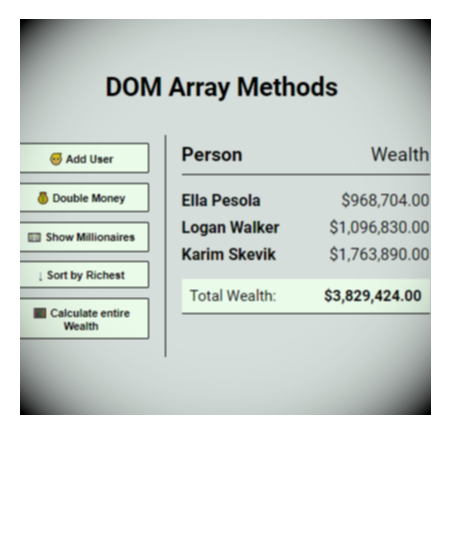 DOM Array Methods
Add User
Double Money
Show Millionaires
↓ Sort by Richest
Calculate entire
Wealth
Person Wealth
Ella Pesola $968,704.00
Logan Walker $1,096,830.00
Karim Skevik $1,763,890.00
Total Wealth: $3,829,424.00